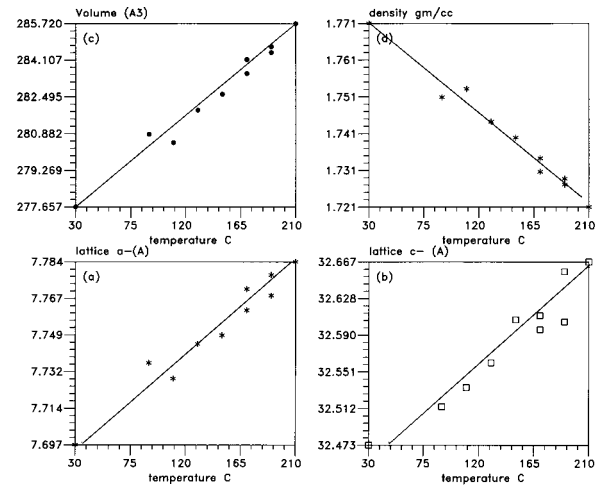 Volume (A3)
285.720
284.107
282.495
280.882
279.269
277.657
(c)
30 75 120 165 210
temperature C
density gm/cc
1.771
1.761
1.751
1.741
1.731
1.721
(d)
30 75 120 165 210
temperature C
lattice a-(A)
7.784
7.767
7.749
7.732
7.714
7.697
(a)
30 75 120 165 210
temperature C
lattice c- (A)
32.667
32.628
32.590
32.551
32.512
32.473
(b)
30 75 120 165 210
temperature C